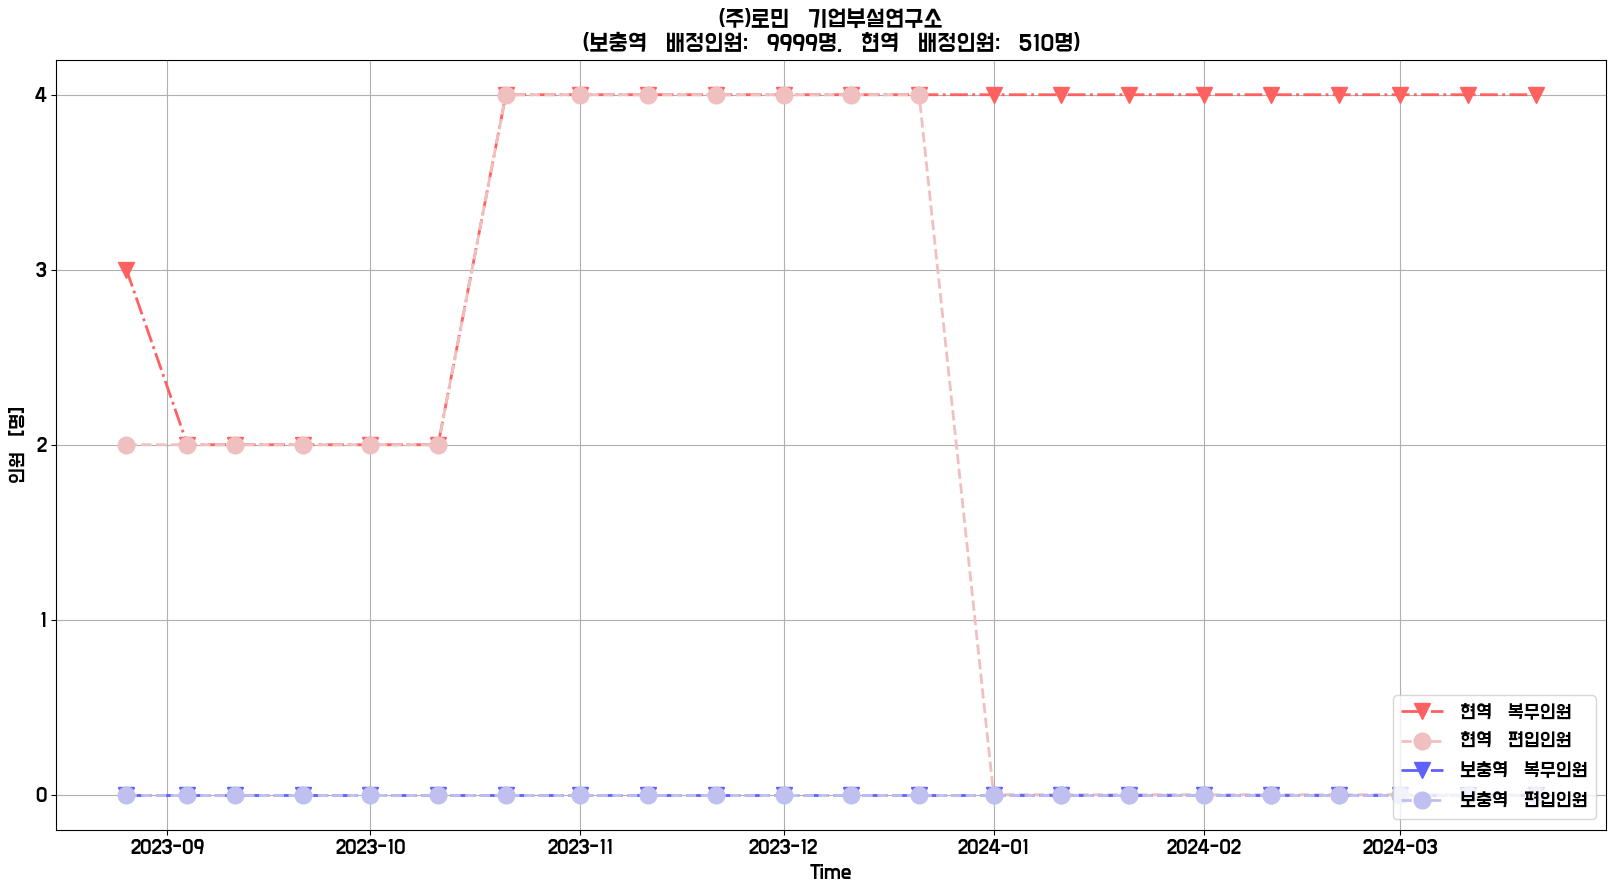 (주)로민 기업부설연구소
(보충역 배정인원: 9999명, 현역 배정인원: 510명)
4
3
2
1
0
인원 [명]
현역 복무인원
현역 편입인원
보충역 복무인원
보충역 편입인원
2023-09 2023-10 2023-11 2023-12 2024-01 2024-02 2024-03
Time